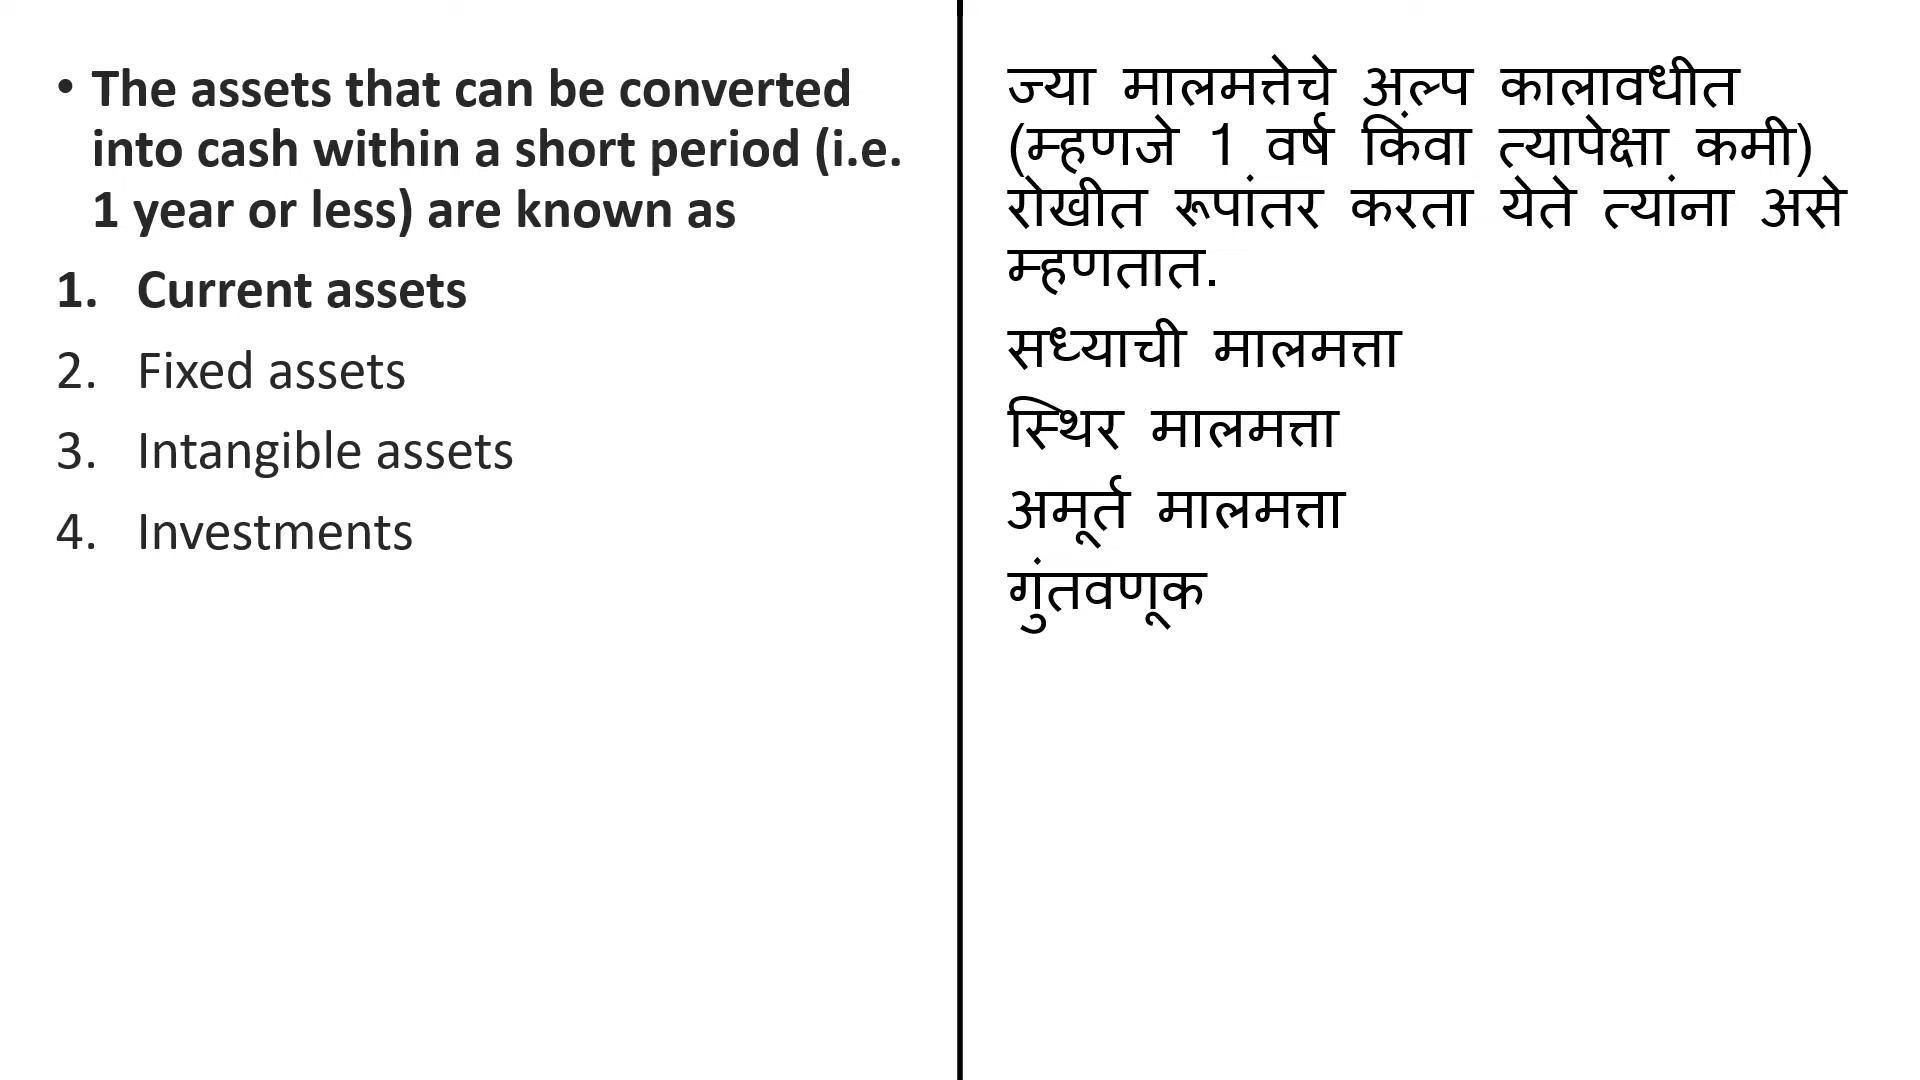 • The assets that can be converted
into cash within a short period (i.e.
1 year or less) are known as
1. Current assets
2. Fixed assets
3. Intangible assets
4. Investments
ज्या मालमत्तेचे अल्प कालावधीत
(म्हणजे 1 वर्ष किंवा त्यापेक्षा कमी)
रोखीत रूपांतर करता येते त्यांना असे
म्हणतात.
सध्याची मालमत्ता
स्थिर मालमत्ता
अमूर्त मालमत्ता
गुंतवणूक